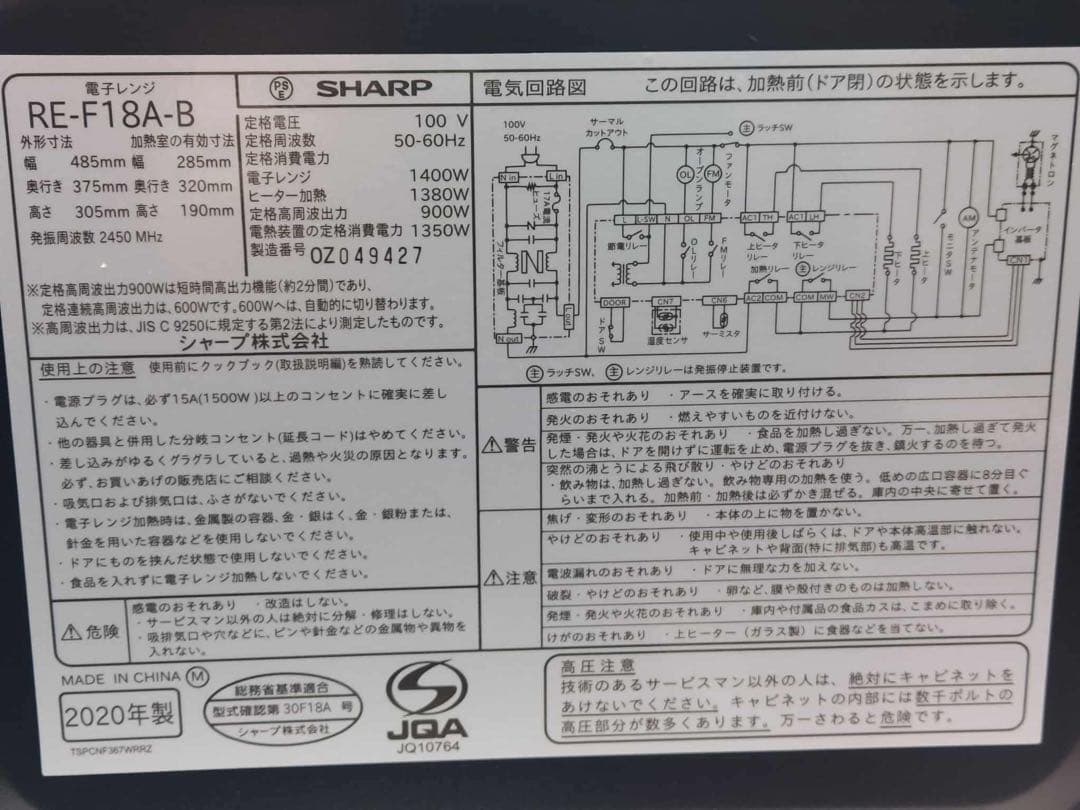 電子レンジ
RE-F18A-B
外形寸法 加熱室の有効寸法
幅 485mm 幅 285mm
奥行き 375mm 奥行き 320mm
高さ 305mm 高さ 190mm
発振周波数 2450 MHz
PS
E
SHARP
定格電圧 100 V
定格周波数 50-60Hz
定格消費電力
電子レンジ 1400W
ヒーター加熱 1380W
定格高周波出力 900W
電熱装置の定格消費電力 1350W
製造番号 OZ049427
※定格高周波出力900Wは短時間高出力機能(約2分間)であり、
定格連続高周波出力は、600Wです。600Wへは、自動的に切り替わります。
※高周波出力は、JIS C 9250に規定する第2法により測定したものです。
シャープ株式会社
電気回路図 この回路は、加熱前(ドア閉)の状態を示します。
100V
50-60Hz
サーマル
カットアウト
主 ラッチSW
マグネトロン
N in
L in
ヒューズ
フィルター基板
N out
L out
オーブンランプ
OL
ファンモータ
FM
L L-SW N OL FM
AC1 TH AC1 LH
節電リレー
OLリレー
FMリレー
上ヒータ
リレー
下ヒータ
リレー
加熱リレー
主 レンジリレー
DOOR
CN7
CN6
AC2 COM
COM MW
CN2
ドアSW
温度センサ
サーミスタ
下ヒータ
上ヒータ
モニタSW
AM
アンテナモータ
インバータ
基板
CN1
主 ラッチSW、主 レンジリレーは発振停止装置です。
使用上の注意 使用前にクックブック(取扱説明編)を熟読してください。
・電源プラグは、必ず15A(1500W)以上のコンセントに確実に差し
込んでください。
・他の器具と併用した分岐コンセント(延長コード)はやめてください。
・差し込みがゆるくグラグラしていると、過熱や火災の原因となります。
必ず、お買いあげの販売店にご相談ください。
・吸気口および排気口は、ふさがないでください。
・電子レンジ加熱時は、金属製の容器、金・銀はく、金・銀粉または、
針金を用いた容器などを使用しないでください。
・ドアにものを挟んだ状態で使用しないでください。
・食品を入れずに電子レンジ加熱しないでください。
危険
感電のおそれあり ・改造はしない。
・サービスマン以外の人は絶対に分解・修理はしない。
・吸排気口や穴などに、ピンや針金などの金属物や異物を
入れない。
警告
感電のおそれあり ・アースを確実に取り付ける。
発火のおそれあり ・燃えやすいものを近付けない。
発煙・発火や火花のおそれあり ・食品を加熱し過ぎない。万一、加熱し過ぎて発火
した場合は、ドアを開けずに運転を止め、電源プラグを抜き、鎮火するのを待つ。
突然の沸とうによる飛び散り・やけどのおそれあり
・飲み物は、加熱し過ぎない。飲み物専用の加熱を使う。低めの広口容器に8分目ぐ
らいまで入れる。加熱前・加熱後は必ずかき混ぜる。庫内の中央に寄せて置く。
注意
焦げ・変形のおそれあり ・本体の上に物を置かない。
やけどのおそれあり ・使用中や使用後しばらくは、ドアや本体高温部に触れない。
キャビネットや背面(特に排気部)も高温です。
電波漏れのおそれあり ・ドアに無理な力を加えない。
破裂・やけどのおそれあり ・卵など、膜や殻付きのものは加熱しない。
発煙・発火や火花のおそれあり ・庫内や付属品の食品カスは、こまめに取り除く。
けがのおそれあり ・上ヒーター(ガラス製)に食器などを当てない。
MADE IN CHINA M
2020年製
TSPCNF367WRRZ
総務省基準適合
型式確認第 30F18A 号
シャープ株式会社
JQA
JQ10764
高圧注意
技術のあるサービスマン以外の人は、絶対にキャビネットを
あけないでください。キャビネットの内部には数千ボルトの
高圧部分が数多くあります。万一さわると危険です。